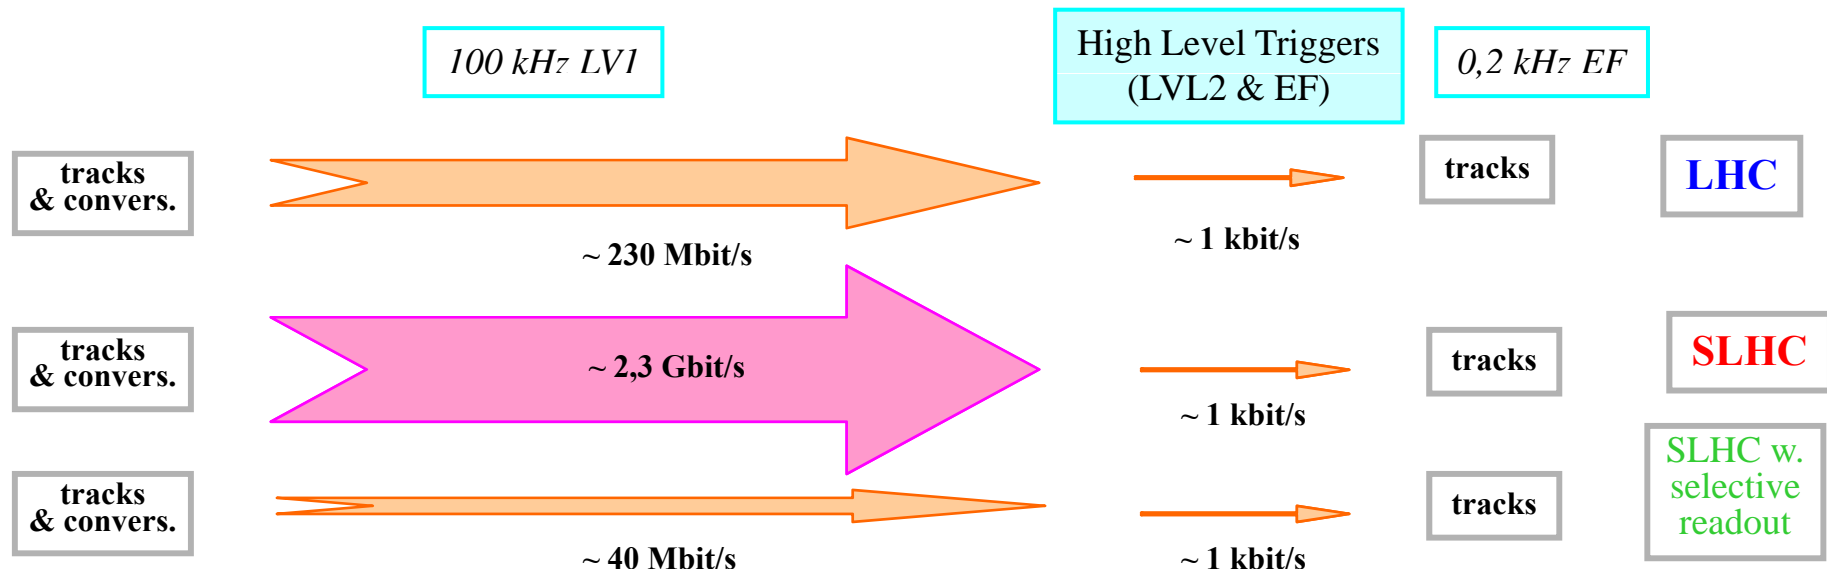 100 kHz LV1
High Level Triggers
(LVL2 & EF)
0,2 kHz EF
tracks
& convers.
~ 230 Mbit/s
~ 1 kbit/s
tracks
LHC
tracks
& convers.
~ 2,3 Gbit/s
~ 1 kbit/s
tracks
SLHC
tracks
& convers.
~ 40 Mbit/s
~ 1 kbit/s
tracks
SLHC w.
selective
readout